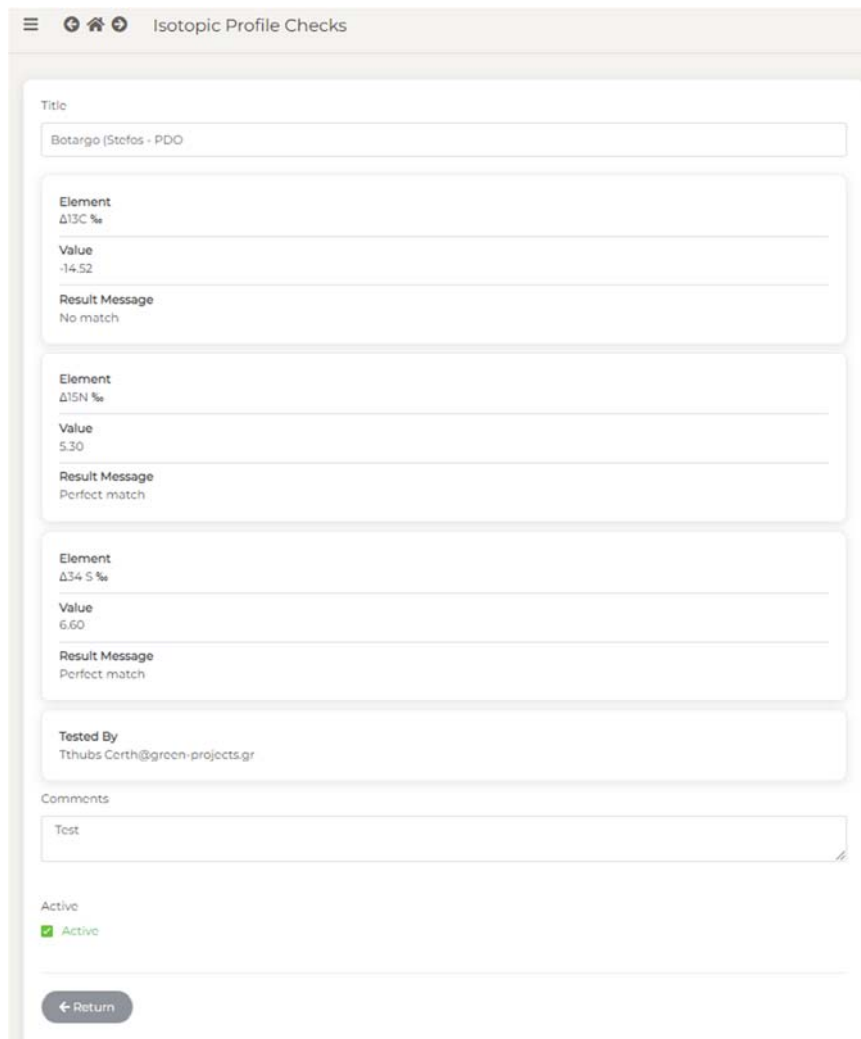 Isotopic Profile Checks
Title
Botargo (Stefos - PDO
Element
Δ13C ‰
Value
-14.52
Result Message
No match
Element
Δ15N ‰
Value
5.30
Result Message
Perfect match
Element
Δ34 S ‰
Value
6.60
Result Message
Perfect match
Tested By
Tthubs Certh@green-projects.gr
Comments
Test
Active
Active
Return